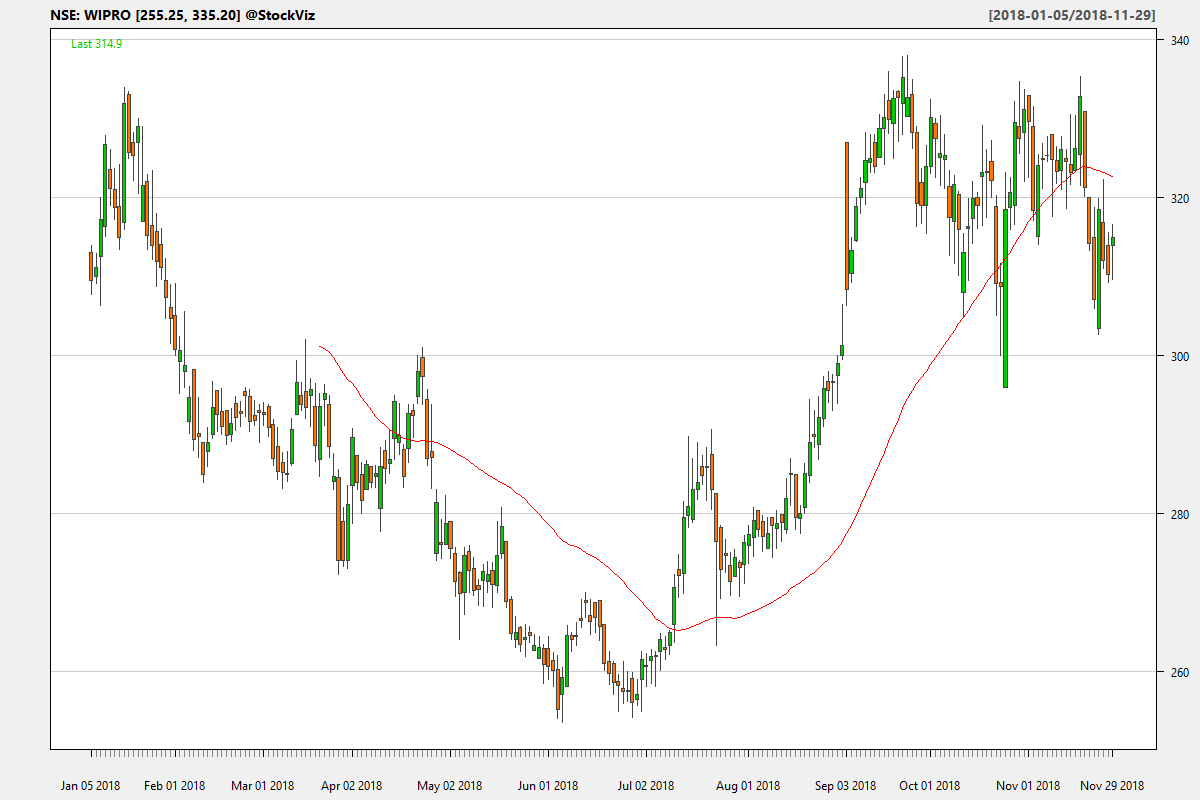 NSE: WIPRO [255.25, 335.20] @StockViz
[2018-01-05/2018-11-29]
Last 314.9
340
320
300
280
260
Jan 05 2018 Feb 01 2018 Mar 01 2018 Apr 02 2018 May 02 2018 Jun 01 2018 Jul 02 2018 Aug 01 2018 Sep 03 2018 Oct 01 2018 Nov 01 2018 Nov 29 2018